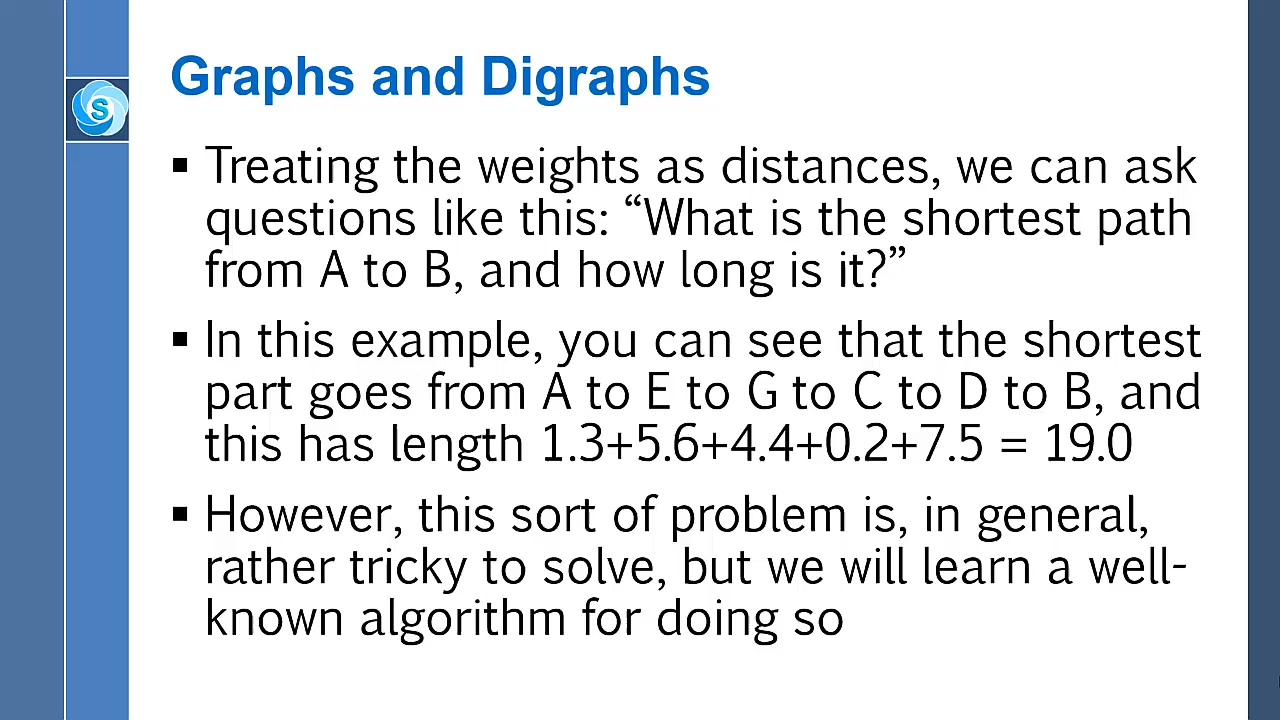 S
Graphs and Digraphs
▪ Treating the weights as distances, we can ask
questions like this: “What is the shortest path
from A to B, and how long is it?”
▪ In this example, you can see that the shortest
part goes from A to E to G to C to D to B, and
this has length 1.3+5.6+4.4+0.2+7.5 = 19.0
▪ However, this sort of problem is, in general,
rather tricky to solve, but we will learn a well-
known algorithm for doing so